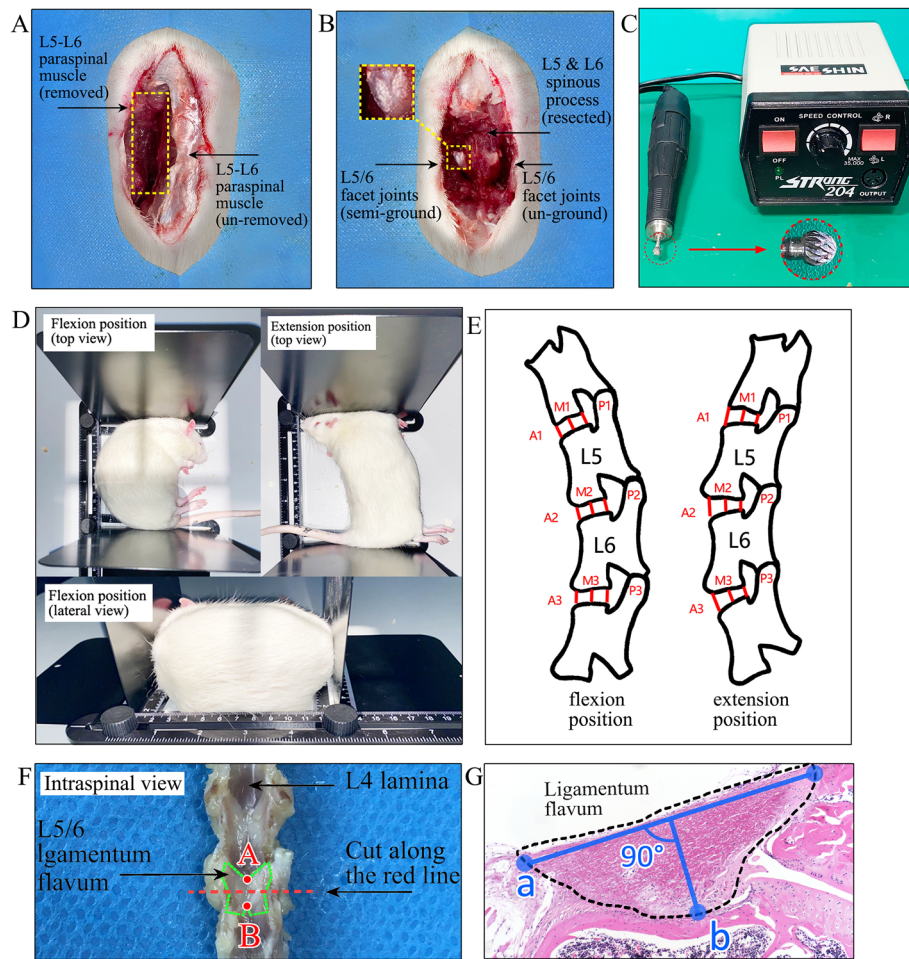 A
L5-L6
paraspinal
muscle
(removed)
L5-L6
paraspinal
muscle
(un-removed)
B
L5 & L6
spinous
process
(resected)
L5/6
facet joints
(semi-ground)
L5/6
facet joints
(un-ground)
C
SAESHIN
ON
SPEED CONTROL
R
OFF
MAX
35,000
L
PL
STRONG
204
OUTPUT
D
Flexion position
(top view)
Extension position
(top view)
Flexion position
(lateral view)
E
M1
P1
A1
L5
M2
P2
A2
L6
M3
P3
A3
flexion
position
M1
P1
A1
L5
M2
P2
A2
L6
M3
P3
A3
extension
position
F
Intraspinal view
L4 lamina
L5/6
lgamentum
flavum
A
B
Cut along
the red line
G
Ligamentum
flavum
90°
a
b